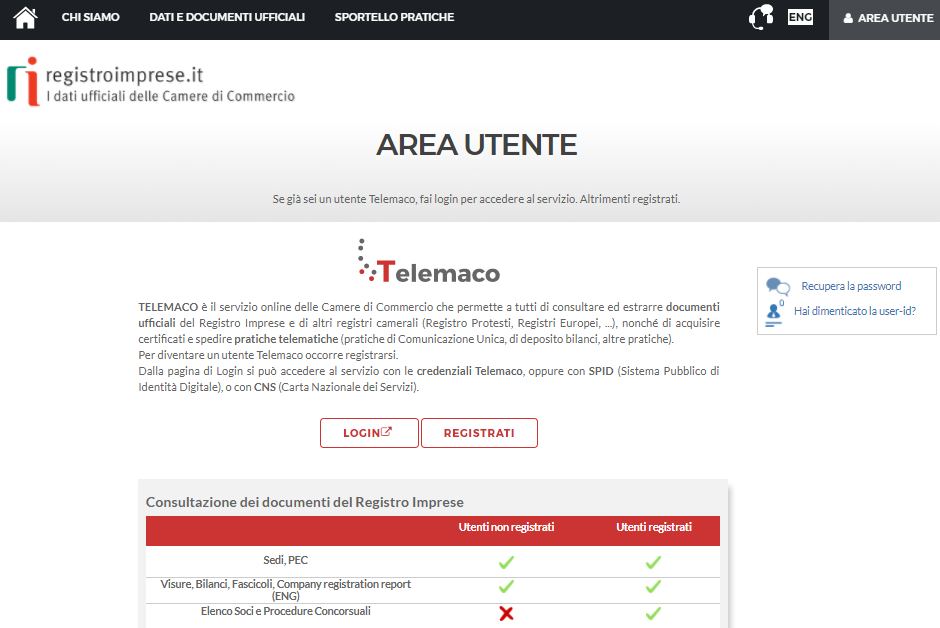 CHI SIAMO
DATI E DOCUMENTI UFFICIALI
SPORTELLO PRATICHE
ENG
AREA UTENTE
registroimprese.it
I dati ufficiali delle Camere di Commercio
AREA UTENTE
Se già sei un utente Telemaco, fai login per accedere al servizio. Altrimenti registrati.
Telemaco
TELEMACO è il servizio online delle Camere di Commercio che permette a tutti di consultare ed estrarre documenti
ufficiali del Registro Imprese e di altri registri camerali (Registro Protesti, Registri Europei, ...), nonché di acquisire
certificati e spedire pratiche telematiche (pratiche di Comunicazione Unica, di deposito bilanci, altre pratiche).
Per diventare un utente Telemaco occorre registrarsi.
Dalla pagina di Login si può accedere al servizio con le credenziali Telemaco, oppure con SPID (Sistema Pubblico di
Identità Digitale), o con CNS (Carta Nazionale dei Servizi).
Recupera la password
Hai dimenticato la user-id?
LOGIN
REGISTRATI
Consultazione dei documenti del Registro Imprese
Utenti non registrati
Utenti registrati
Sedi, PEC
Visure, Bilanci, Fascicoli, Company registration report
(ENG)
Elenco Soci e Procedure Concorsuali